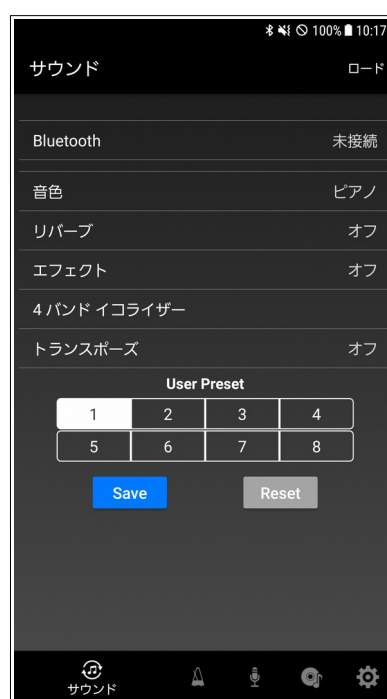 100% 10:17
サウンド ロード
Bluetooth 未接続
音色 ピアノ
リバーブ オフ
エフェクト オフ
4 バンド イコライザー
トランスポーズ オフ
User Preset
1 2 3 4
5 6 7 8
Save Reset
サウンド